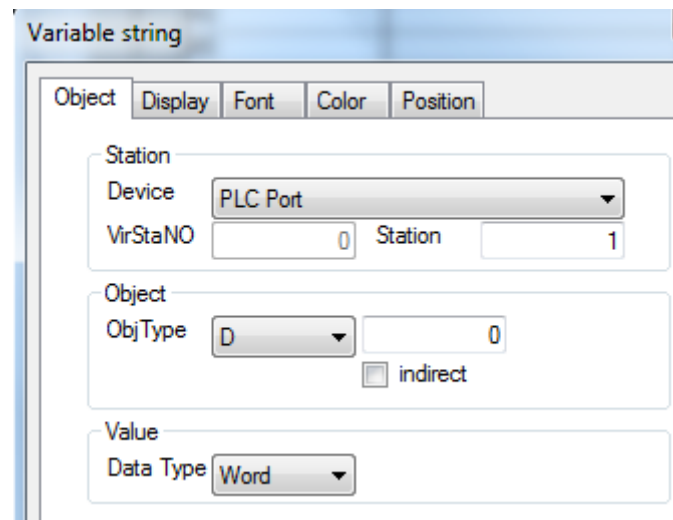 Variable string
Object Display Font Color Position
Station
Device PLC Port
VirStaNO 0 Station 1
Object
ObjType D 0
indirect
Value
Data Type Word